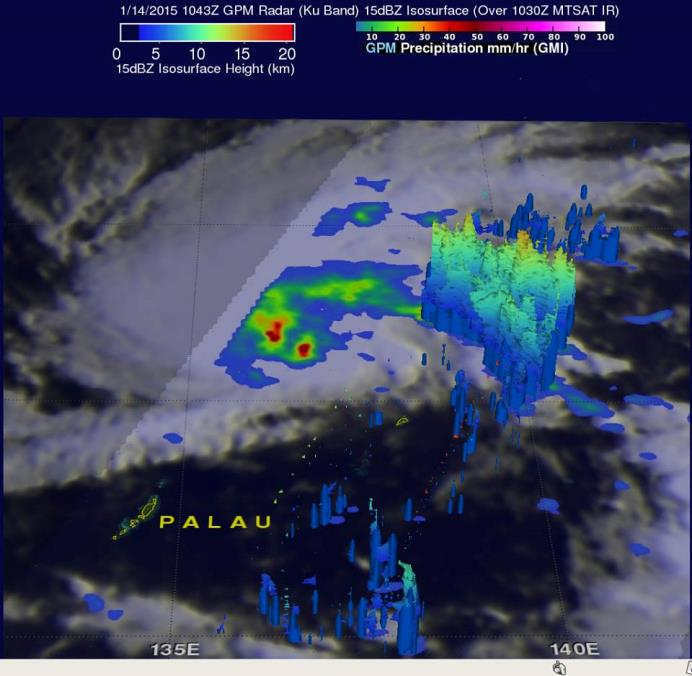 1/14/2015 1043Z GPM Radar (Ku Band) 15dBZ Isosurface (Over 1030Z MTSAT IR)
0 5 10 15 20
15dBZ Isosurface Height (km)
10 20 30 40 50 60 70 80 90 100
GPM Precipitation mm/hr (GMI)
PALAU
135E 140E